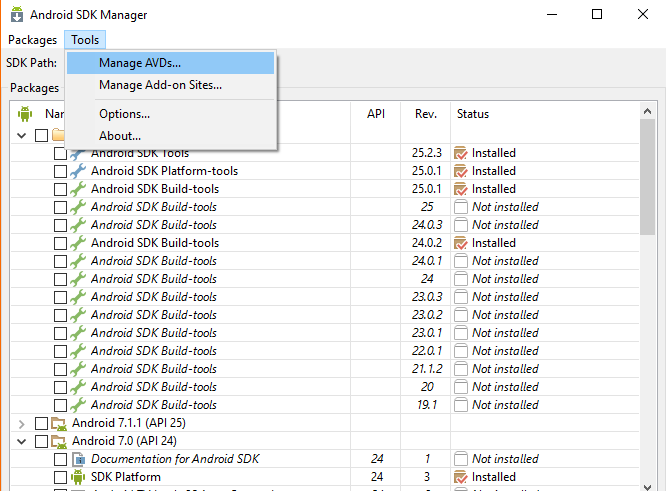 Android SDK Manager
Packages Tools
SDK Path:
Manage AVDs...
Manage Add-on Sites...
Options...
About...
Packages
API Rev. Status
Android SDK Tools 25.2.3 Installed
Android SDK Platform-tools 25.0.1 Installed
Android SDK Build-tools 25.0.1 Installed
Android SDK Build-tools 25 Not installed
Android SDK Build-tools 24.0.3 Not installed
Android SDK Build-tools 24.0.2 Installed
Android SDK Build-tools 24.0.1 Not installed
Android SDK Build-tools 24 Not installed
Android SDK Build-tools 23.0.3 Not installed
Android SDK Build-tools 23.0.2 Not installed
Android SDK Build-tools 23.0.1 Not installed
Android SDK Build-tools 22.0.1 Not installed
Android SDK Build-tools 21.1.2 Not installed
Android SDK Build-tools 20 Not installed
Android SDK Build-tools 19.1 Not installed
Android 7.1.1 (API 25)
Android 7.0 (API 24)
Documentation for Android SDK 24 1 Not installed
SDK Platform 24 3 Installed